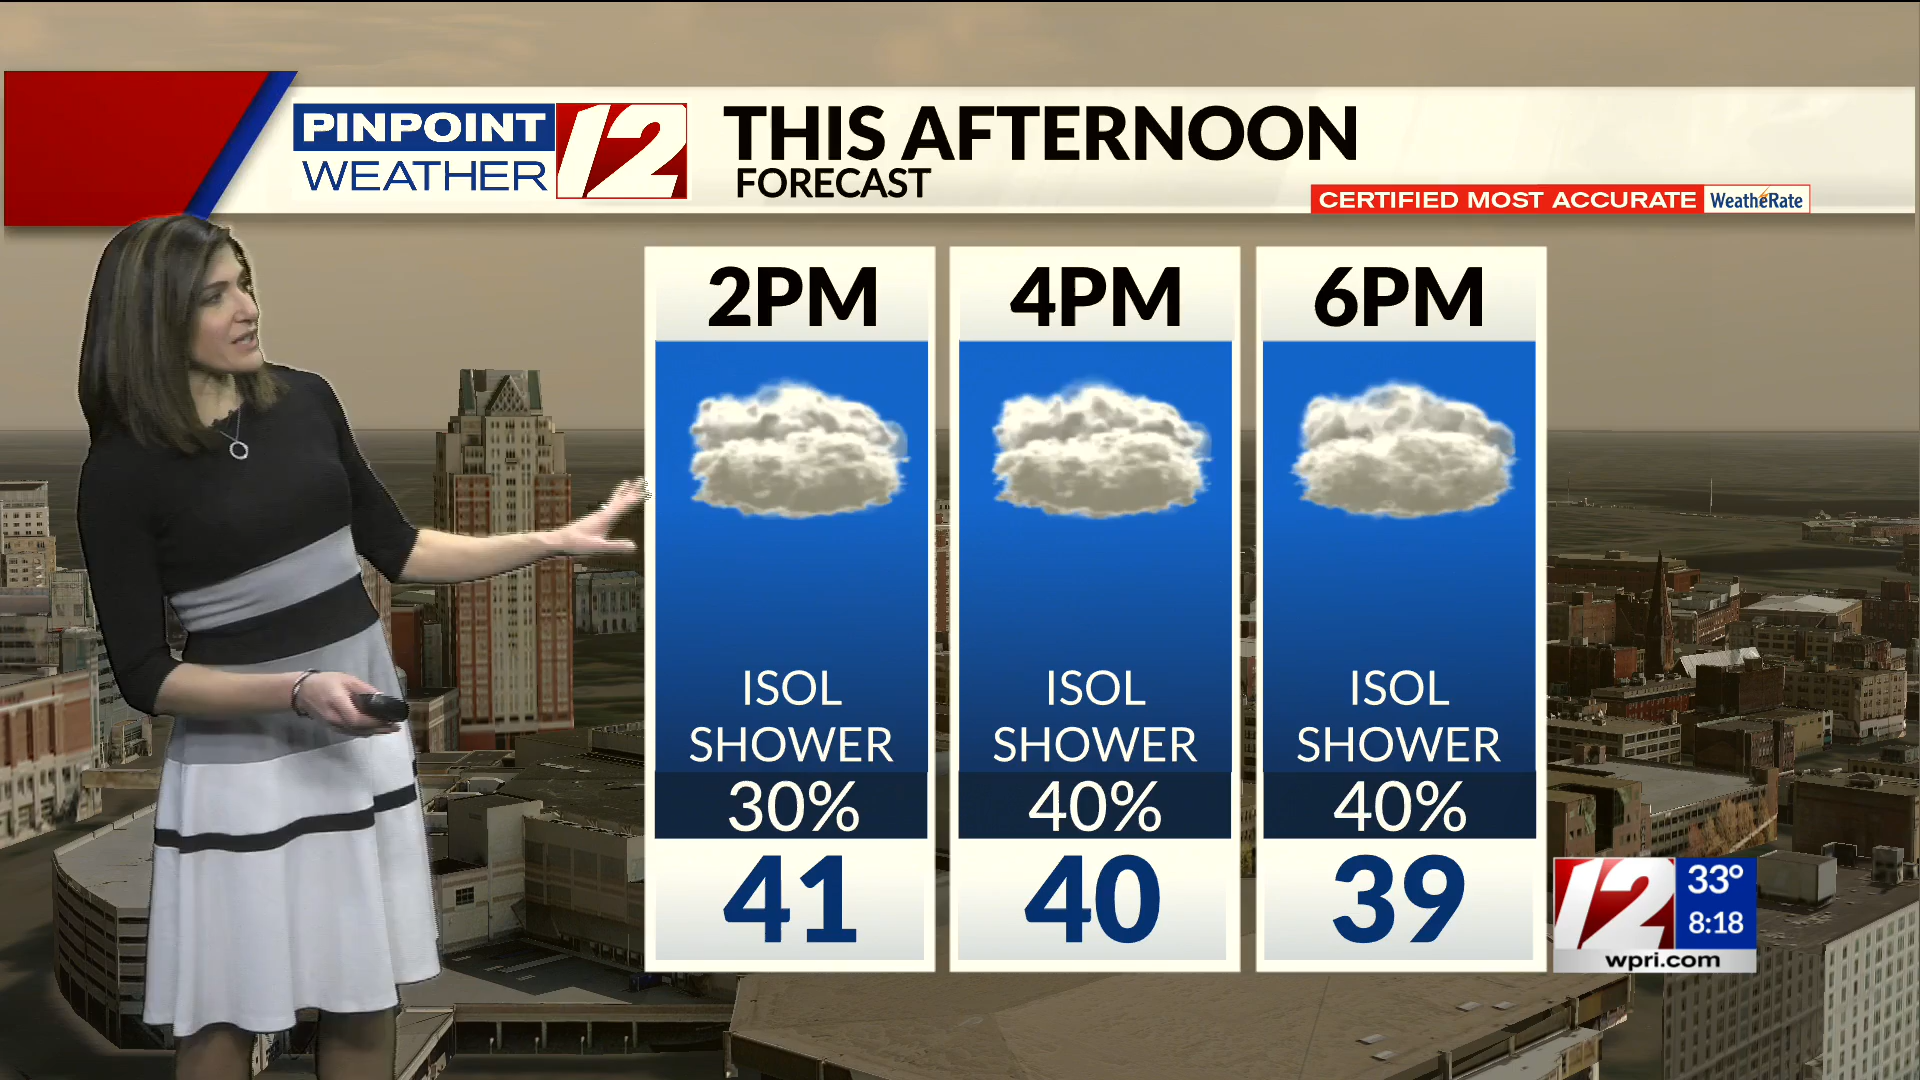 PINPOINT
WEATHER
12
THIS AFTERNOON
FORECAST
CERTIFIED MOST ACCURATE WeatheRate
2PM
ISOL
SHOWER
30%
41
4PM
ISOL
SHOWER
40%
40
6PM
ISOL
SHOWER
40%
39
12
33°
8:18
wpri.com